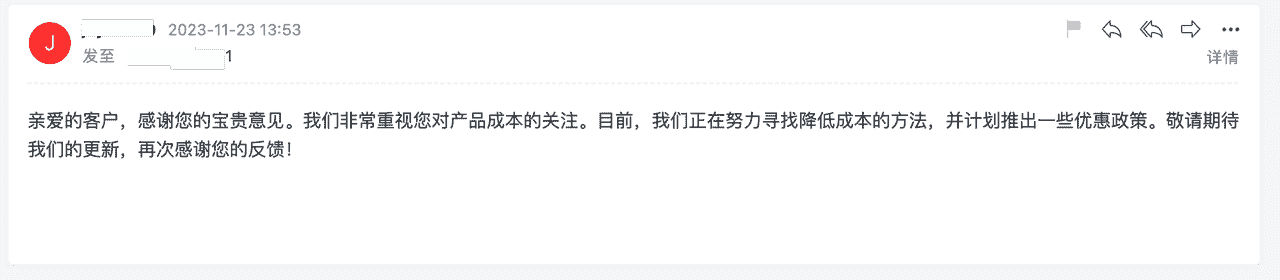 J 2023-11-23 13:53
发至 1
详情
亲爱的客户，感谢您的宝贵意见。我们非常重视您对产品成本的关注。目前，我们正在努力寻找降低成本的方法，并计划推出一些优惠政策。敬请期待
我们的更新，再次感谢您的反馈！